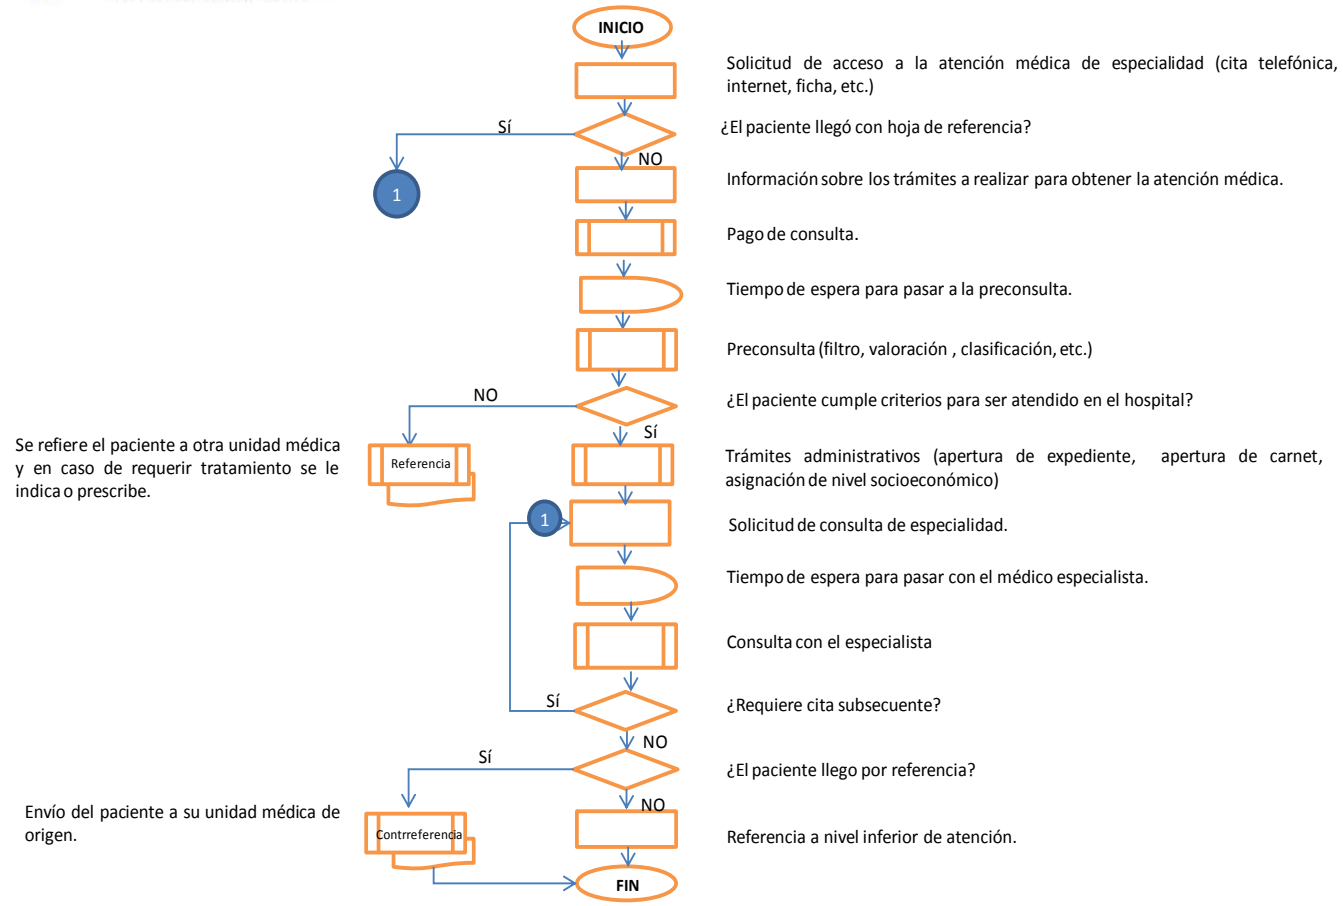 INICIO
Solicitud de acceso a la atención médica de especialidad (cita telefónica,
internet, ficha, etc.)
Sí
¿El paciente llegó con hoja de referencia?
NO
1
Información sobre los trámites a realizar para obtener la atención médica.
Pago de consulta.
Tiempo de espera para pasar a la preconsulta.
Preconsulta (filtro, valoración , clasificación, etc.)
NO
¿El paciente cumple criterios para ser atendido en el hospital?
Sí
Se refiere el paciente a otra unidad médica
y en caso de requerir tratamiento se le
indica o prescribe.
Referencia
Trámites administrativos (apertura de expediente, apertura de carnet,
asignación de nivel socioeconómico)
1
Solicitud de consulta de especialidad.
Tiempo de espera para pasar con el médico especialista.
Consulta con el especialista
Sí
¿Requiere cita subsecuente?
NO
Sí
¿El paciente llego por referencia?
NO
Envío del paciente a su unidad médica de
origen.
Contrreferencia
Referencia a nivel inferior de atención.
FIN